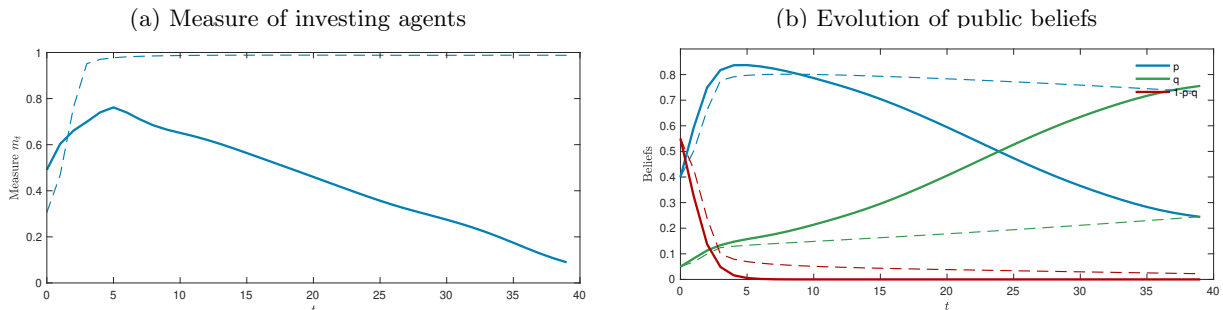 (a) Measure of investing agents
1
0.8
0.6
0.4
0.2
0
0 5 10 15 20 25 30 35 40
Measure m_t
t
(b) Evolution of public beliefs
0.8
0.7
0.6
0.5
0.4
0.3
0.2
0.1
0
0 5 10 15 20 25 30 35 40
Beliefs
t
p
q
1-p-q